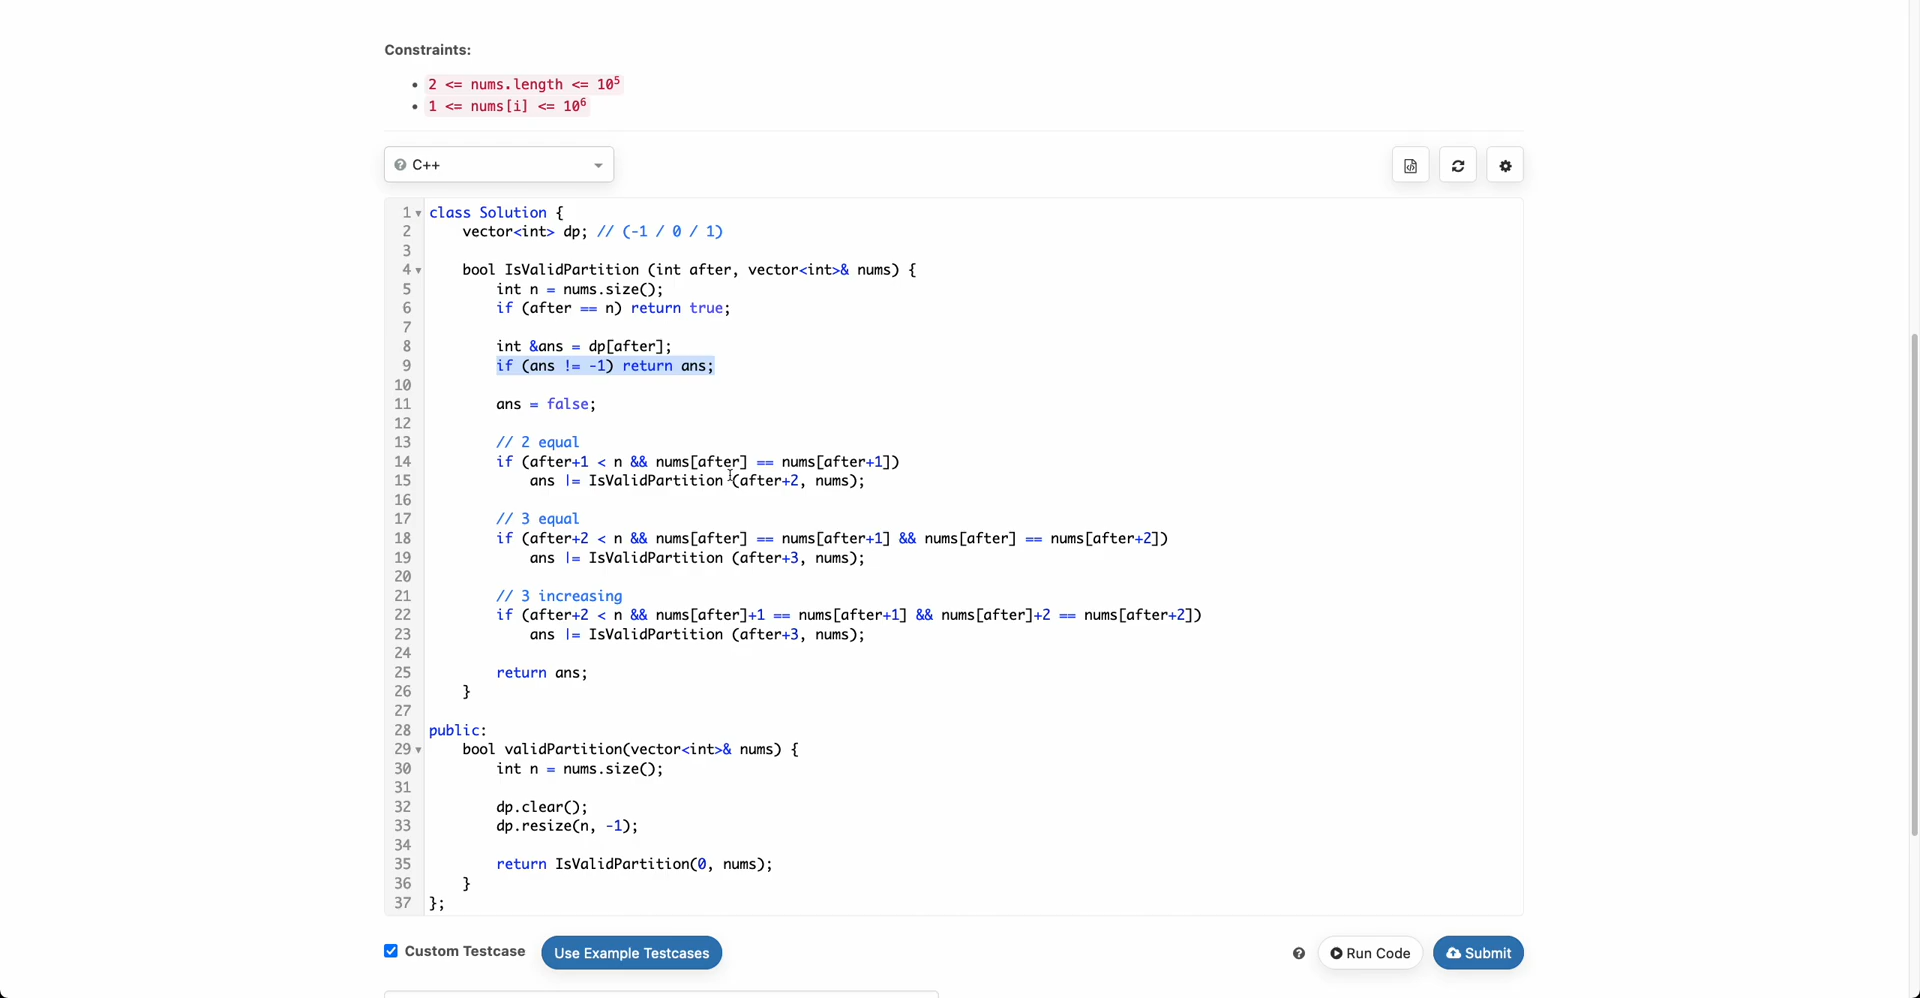 Constraints:
2 <= nums.length <= 10⁵
1 <= nums[i] <= 10⁶
C++
1 class Solution {
2     vector<int> dp; // (-1 / 0 / 1)
3
4     bool IsValidPartition (int after, vector<int>& nums) {
5         int n = nums.size();
6         if (after == n) return true;
7
8         int &ans = dp[after];
9         if (ans != -1) return ans;
10
11         ans = false;
12
13         // 2 equal
14         if (after+1 < n && nums[after] == nums[after+1])
15             ans |= IsValidPartition (after+2, nums);
16
17         // 3 equal
18         if (after+2 < n && nums[after] == nums[after+1] && nums[after] == nums[after+2])
19             ans |= IsValidPartition (after+3, nums);
20
21         // 3 increasing
22         if (after+2 < n && nums[after]+1 == nums[after+1] && nums[after]+2 == nums[after+2])
23             ans |= IsValidPartition (after+3, nums);
24
25         return ans;
26     }
27
28 public:
29     bool validPartition(vector<int>& nums) {
30         int n = nums.size();
31
32         dp.clear();
33         dp.resize(n, -1);
34
35         return IsValidPartition(0, nums);
36     }
37 };
Custom Testcase Use Example Testcases Run Code Submit